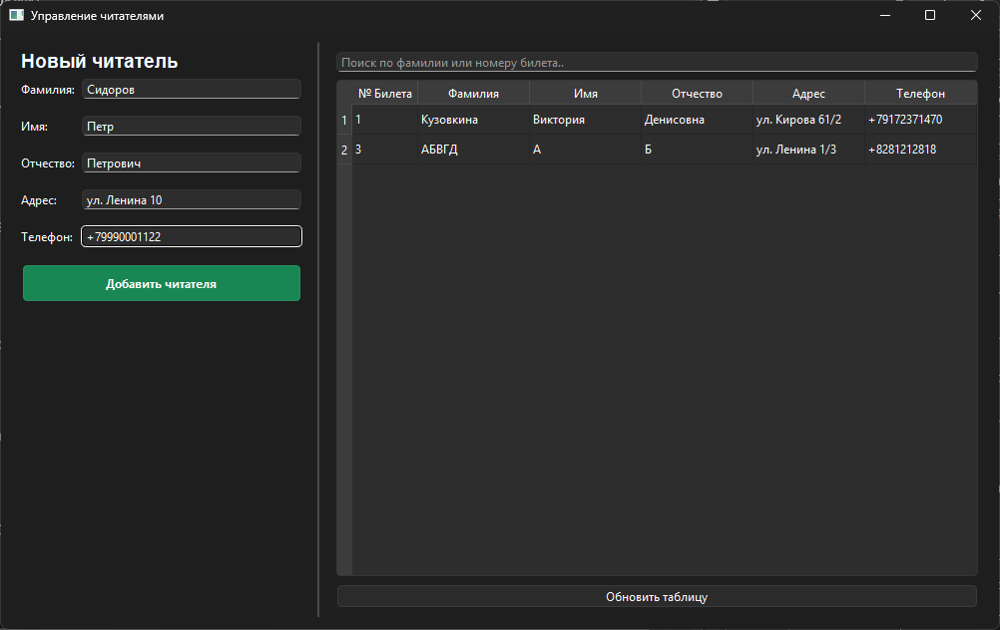 Управление читателями
Новый читатель
Фамилия: Сидоров
Имя: Петр
Отчество: Петрович
Адрес: ул. Ленина 10
Телефон: +79990001122
Добавить читателя
Поиск по фамилии или номеру билета..
№ Билета Фамилия Имя Отчество Адрес Телефон
1 1 Кузовкина Виктория Денисовна ул. Кирова 61/2 +79172371470
2 3 АБВГД А Б ул. Ленина 1/3 +8281212818
Обновить таблицу